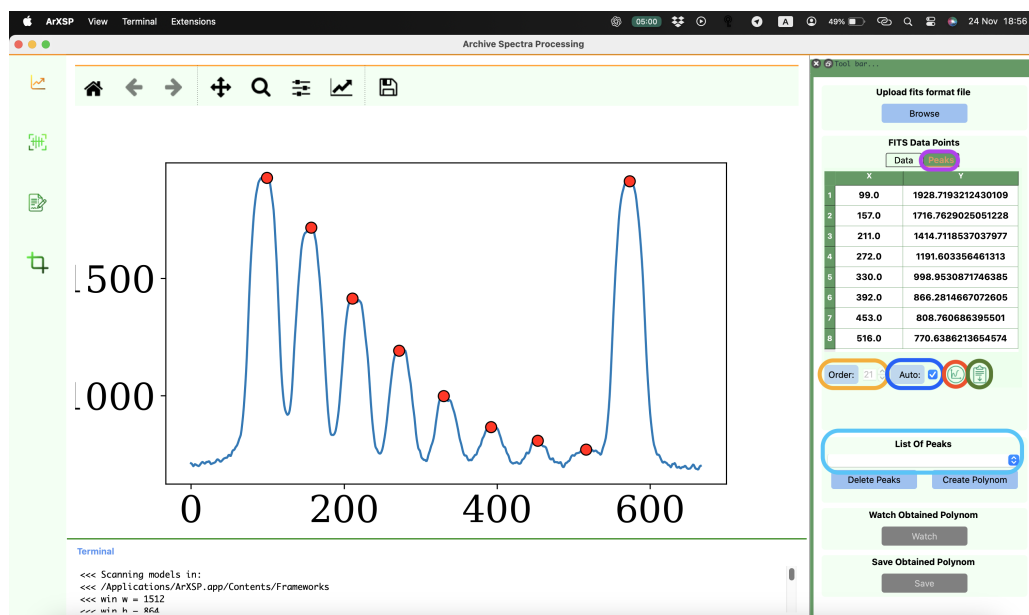 ArXSP View Terminal Extensions 05:00 A 49% 24 Nov 18:56
Archive Spectra Processing
Tool bar...
Upload fits format file
Browse
FITS Data Points
Data Peaks
X Y
1 99.0 1928.7193212430109
2 157.0 1716.7629025051228
3 211.0 1414.7118537037977
4 272.0 1191.603356461313
5 330.0 998.9530871746385
6 392.0 866.2814667072605
7 453.0 808.760686395501
8 516.0 770.6386213654574
Order: 21 Auto:
List Of Peaks
Delete Peaks Create Polynom
Watch Obtained Polynom
Watch
Save Obtained Polynom
Save
1500
1000
0 200 400 600
Terminal
<<< Scanning models in:
<<< /Applications/ArXSP.app/Contents/Frameworks
<<< win w = 1512
<<< win h = 864